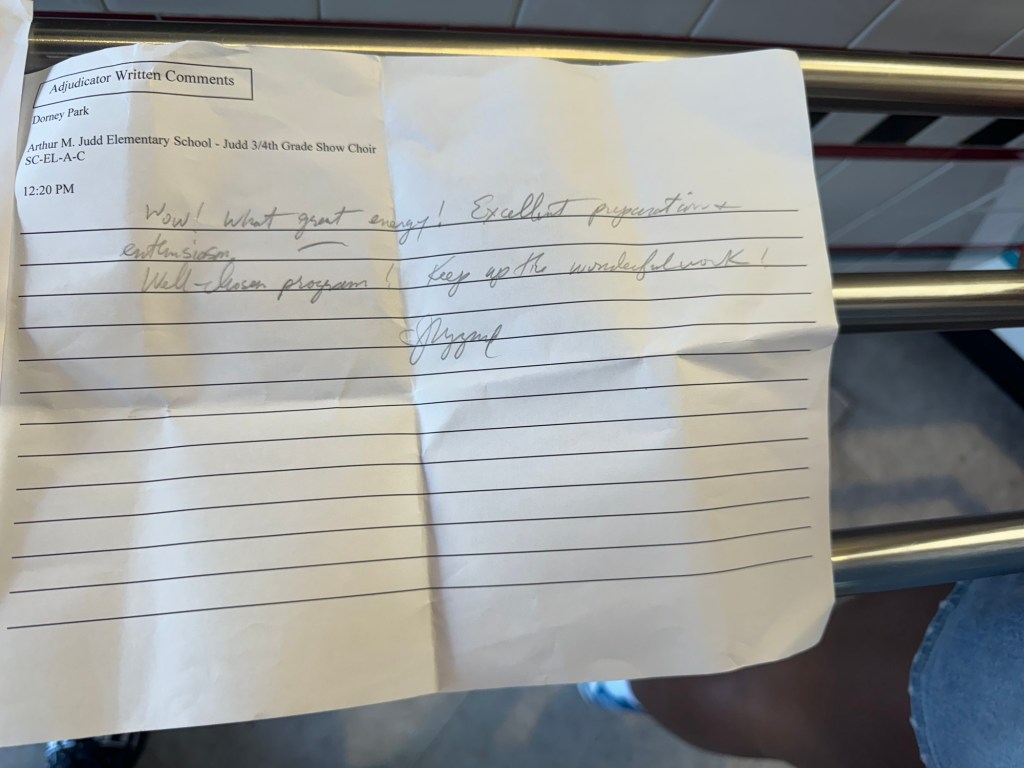 Adjudicator Written Comments
Dorney Park
Arthur M. Judd Elementary School - Judd 3/4th Grade Show Choir
SC-EL-A-C
12:20 PM
Wow! What great energy! Excellent preparation +
enthusiasm,
Well-chosen program! Keep up the wonderful work!